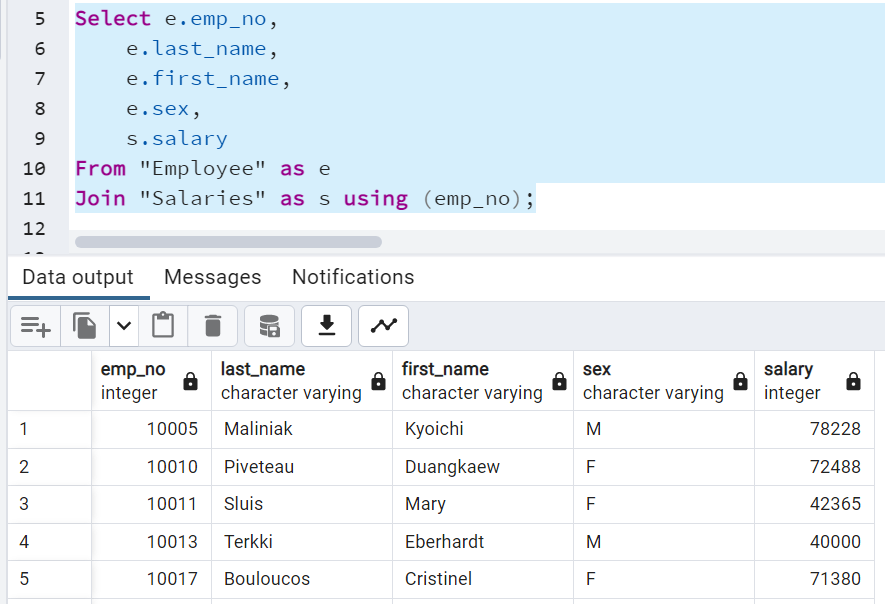 5 Select e.emp_no,
6 e.last_name,
7 e.first_name,
8 e.sex,
9 s.salary
10 From "Employee" as e
11 Join "Salaries" as s using (emp_no);
12
Data output Messages Notifications
emp_no last_name first_name sex salary
integer character varying character varying character varying integer
1 10005 Maliniak Kyoichi M 78228
2 10010 Piveteau Duangkaew F 72488
3 10011 Sluis Mary F 42365
4 10013 Terkki Eberhardt M 40000
5 10017 Bouloucos Cristinel F 71380